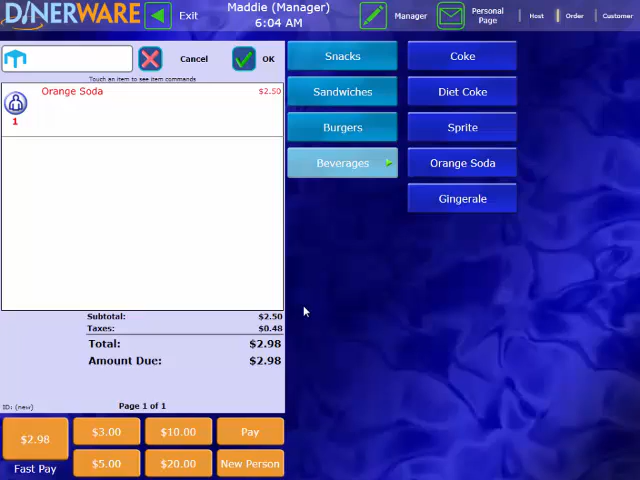 DINERWARE
Exit
Maddie (Manager)
6:04 AM
Manager
Personal
Page
Host
Order
Customer
Cancel
OK
Touch an item to see item commands
Orange Soda $2.50
1
Subtotal: $2.50
Taxes: $0.48
Total: $2.98
Amount Due: $2.98
ID: (new)
Page 1 of 1
$2.98
Fast Pay
$3.00
$10.00
Pay
$5.00
$20.00
New Person
Snacks
Sandwiches
Burgers
Beverages
Coke
Diet Coke
Sprite
Orange Soda
Gingerale